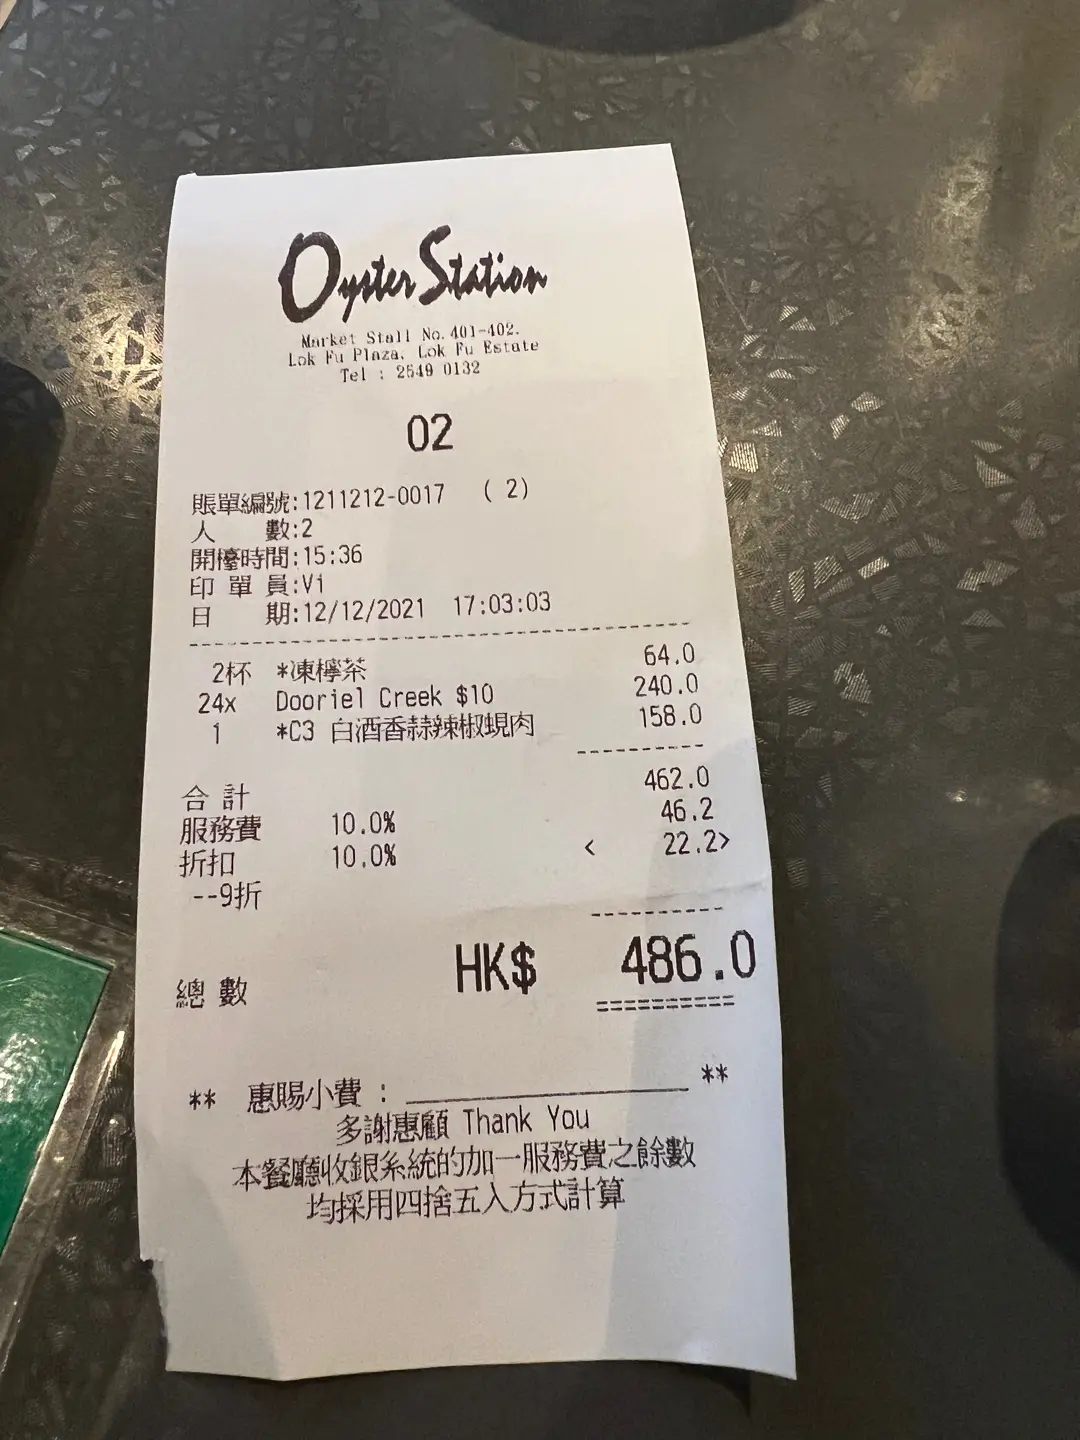 Oyster Station
Market Stall No. 401-402.
Lok Fu Plaza, Lok Fu Estate
Tel : 2549 0132
02
賬單編號:1211212-0017 ( 2)
人 數:2
開檯時間:15:36
印 單 員:Vi
日 期:12/12/2021 17:03:03
2杯 *凍檸茶 64.0
24x Dooriel Creek $10 240.0
1 *C3 白酒香蒜辣椒蜆肉 158.0
合 計 462.0
服務費 10.0% 46.2
折扣 10.0% < 22.2>
--9折
總 數 HK$ 486.0
** 惠賜小費 : **
多謝惠顧 Thank You
本餐廳收銀系統的加一服務費之餘數
均採用四捨五入方式計算